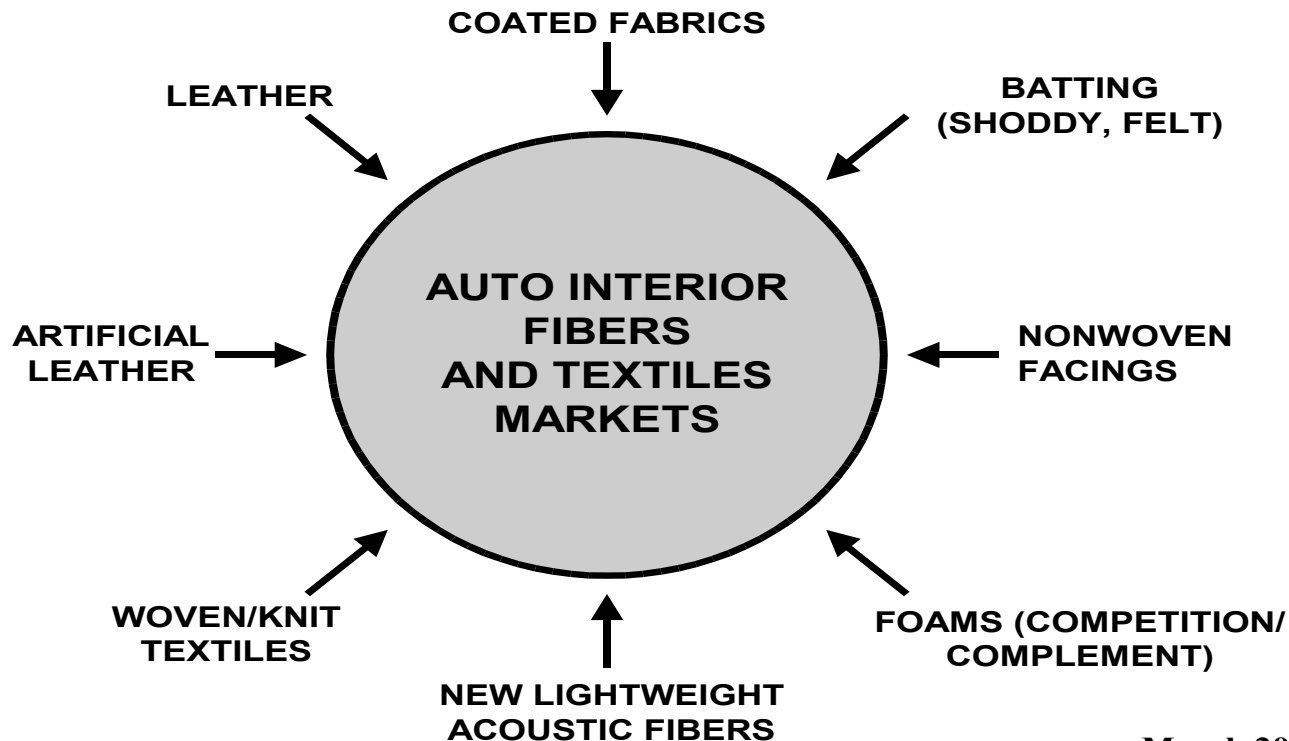 COATED FABRICS
LEATHER
BATTING
(SHODDY, FELT)
AUTO INTERIOR
FIBERS
AND TEXTILES
MARKETS
ARTIFICIAL
LEATHER
NONWOVEN
FACINGS
WOVEN/KNIT
TEXTILES
FOAMS (COMPETITION/
COMPLEMENT)
NEW LIGHTWEIGHT
ACOUSTIC FIBERS